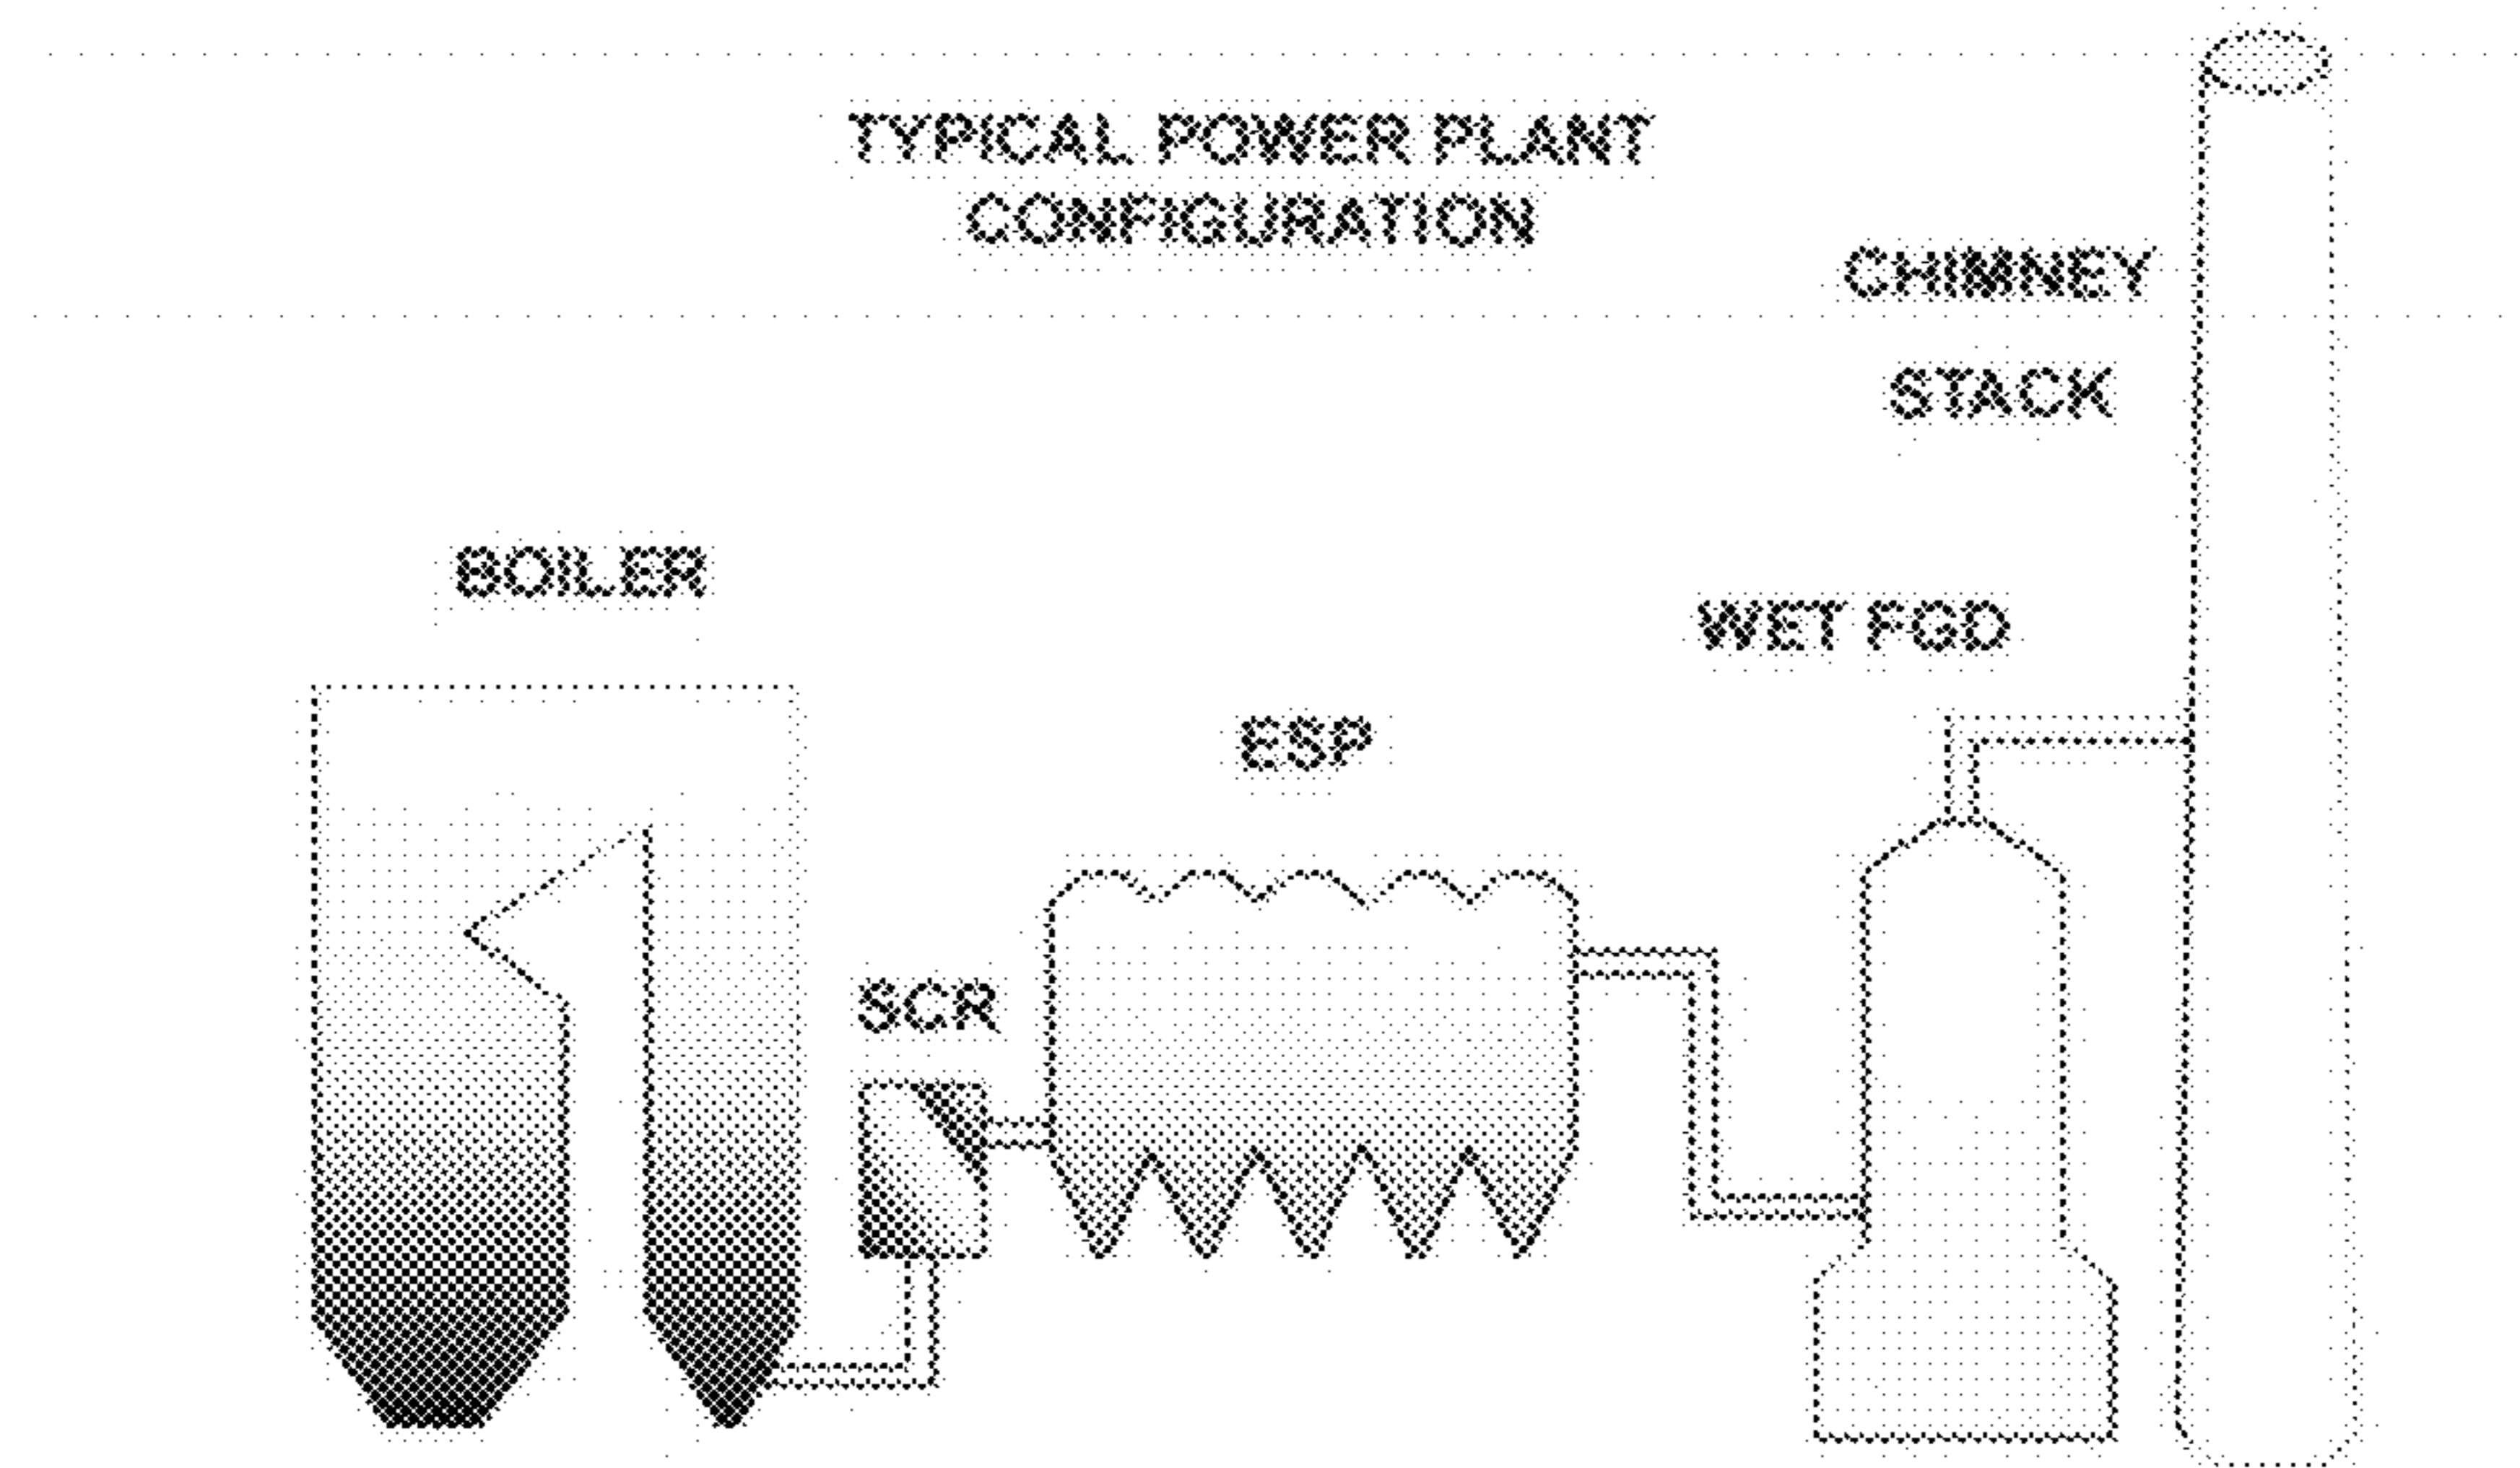 TYPICAL POWER PLANT
CONFIGURATION
CHIMNEY
STACK
BOILER
WET FGD
ESP
SCR